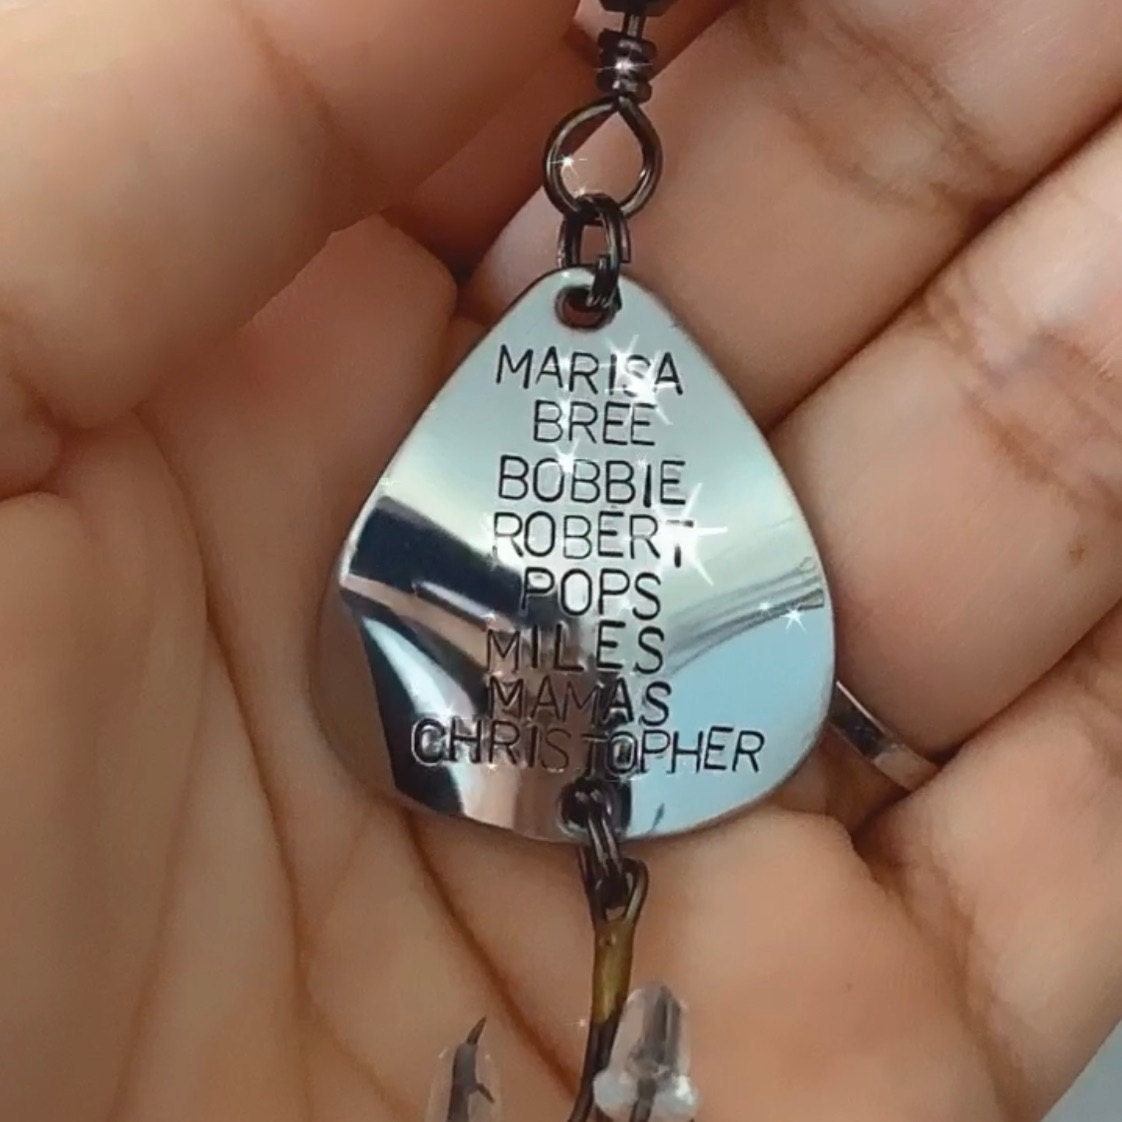 MARISA
BREE
BOBBIE
ROBERT
POPS
MILES
MAMAS
CHRISTOPHER